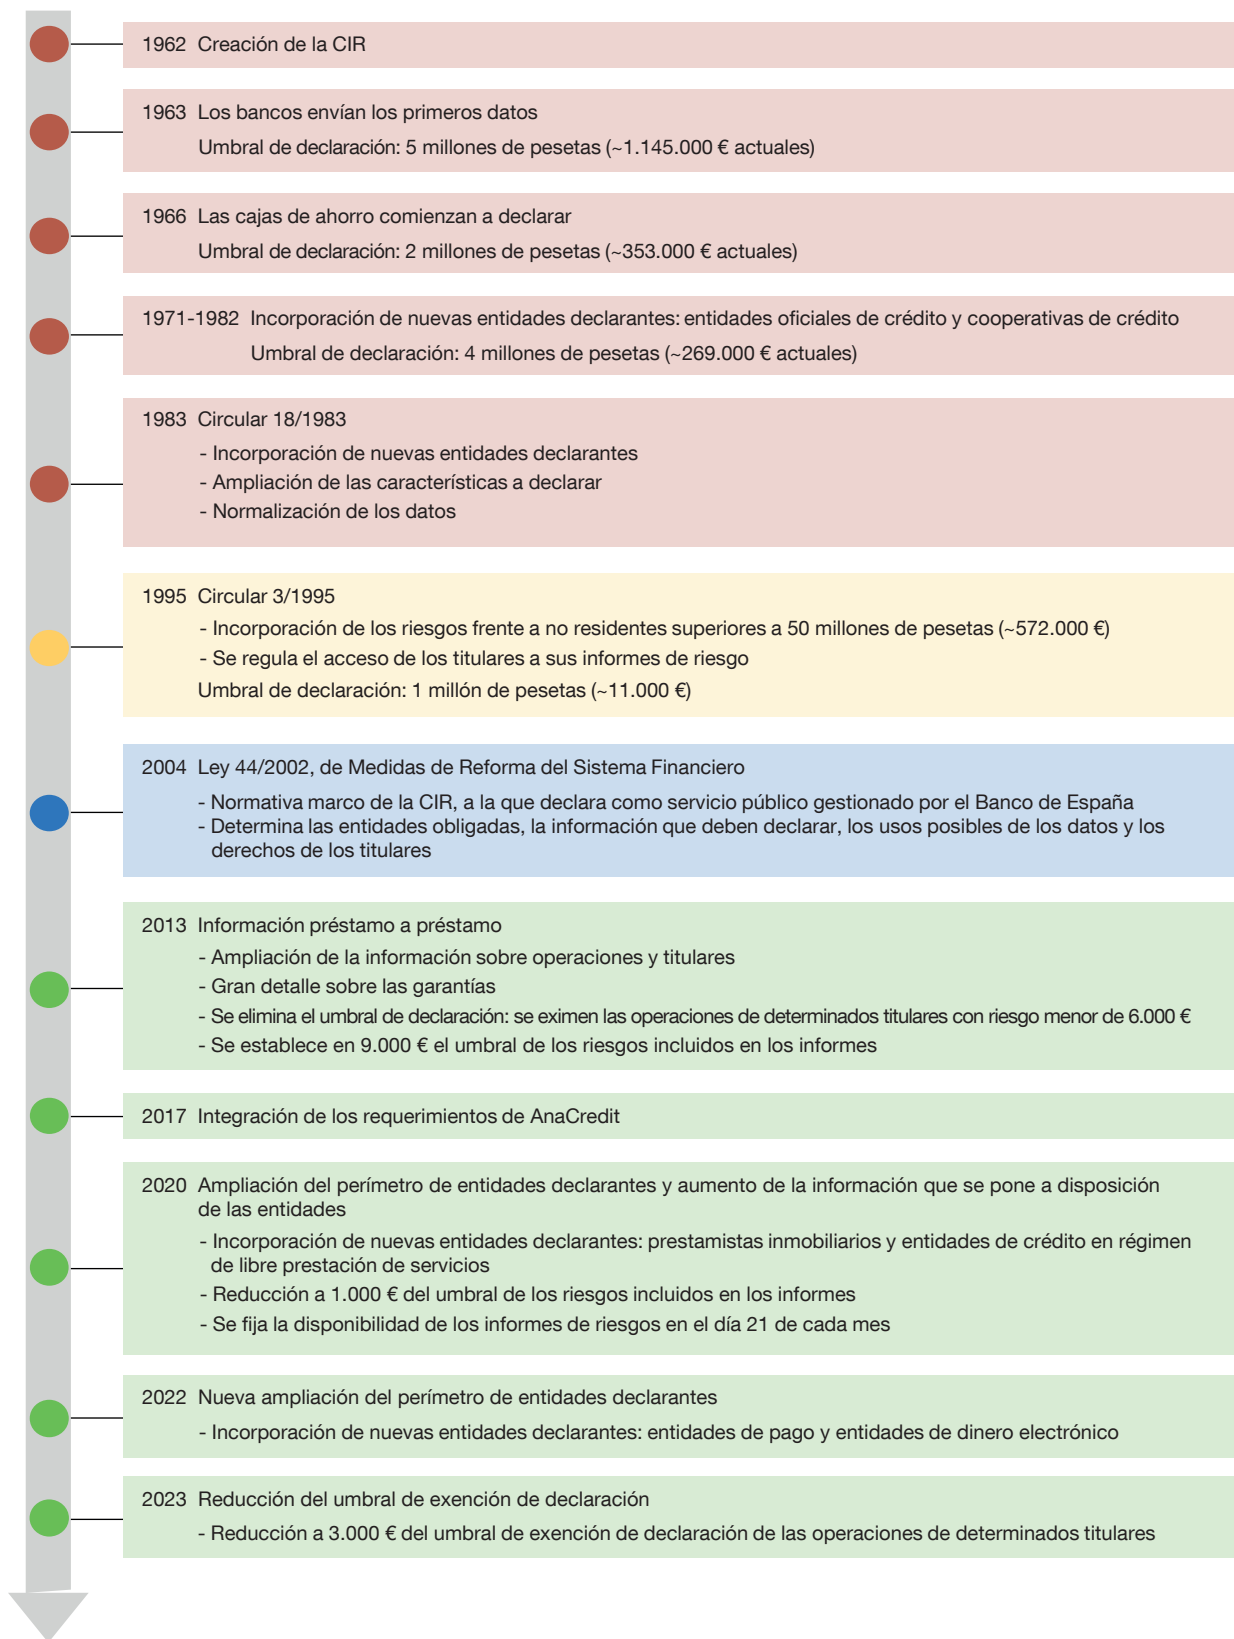 1962 Creación de la CIR
1963 Los bancos envían los primeros datos
Umbral de declaración: 5 millones de pesetas (~1.145.000 € actuales)
1966 Las cajas de ahorro comienzan a declarar
Umbral de declaración: 2 millones de pesetas (~353.000 € actuales)
1971-1982 Incorporación de nuevas entidades declarantes: entidades oficiales de crédito y cooperativas de crédito
Umbral de declaración: 4 millones de pesetas (~269.000 € actuales)
1983 Circular 18/1983
- Incorporación de nuevas entidades declarantes
- Ampliación de las características a declarar
- Normalización de los datos
1995 Circular 3/1995
- Incorporación de los riesgos frente a no residentes superiores a 50 millones de pesetas (~572.000 €)
- Se regula el acceso de los titulares a sus informes de riesgo
Umbral de declaración: 1 millón de pesetas (~11.000 €)
2004 Ley 44/2002, de Medidas de Reforma del Sistema Financiero
- Normativa marco de la CIR, a la que declara como servicio público gestionado por el Banco de España
- Determina las entidades obligadas, la información que deben declarar, los usos posibles de los datos y los
derechos de los titulares
2013 Información préstamo a préstamo
- Ampliación de la información sobre operaciones y titulares
- Gran detalle sobre las garantías
- Se elimina el umbral de declaración: se eximen las operaciones de determinados titulares con riesgo menor de 6.000 €
- Se establece en 9.000 € el umbral de los riesgos incluidos en los informes
2017 Integración de los requerimientos de AnaCredit
2020 Ampliación del perímetro de entidades declarantes y aumento de la información que se pone a disposición
de las entidades
- Incorporación de nuevas entidades declarantes: prestamistas inmobiliarios y entidades de crédito en régimen
de libre prestación de servicios
- Reducción a 1.000 € del umbral de los riesgos incluidos en los informes
- Se fija la disponibilidad de los informes de riesgos en el día 21 de cada mes
2022 Nueva ampliación del perímetro de entidades declarantes
- Incorporación de nuevas entidades declarantes: entidades de pago y entidades de dinero electrónico
2023 Reducción del umbral de exención de declaración
- Reducción a 3.000 € del umbral de exención de declaración de las operaciones de determinados titulares